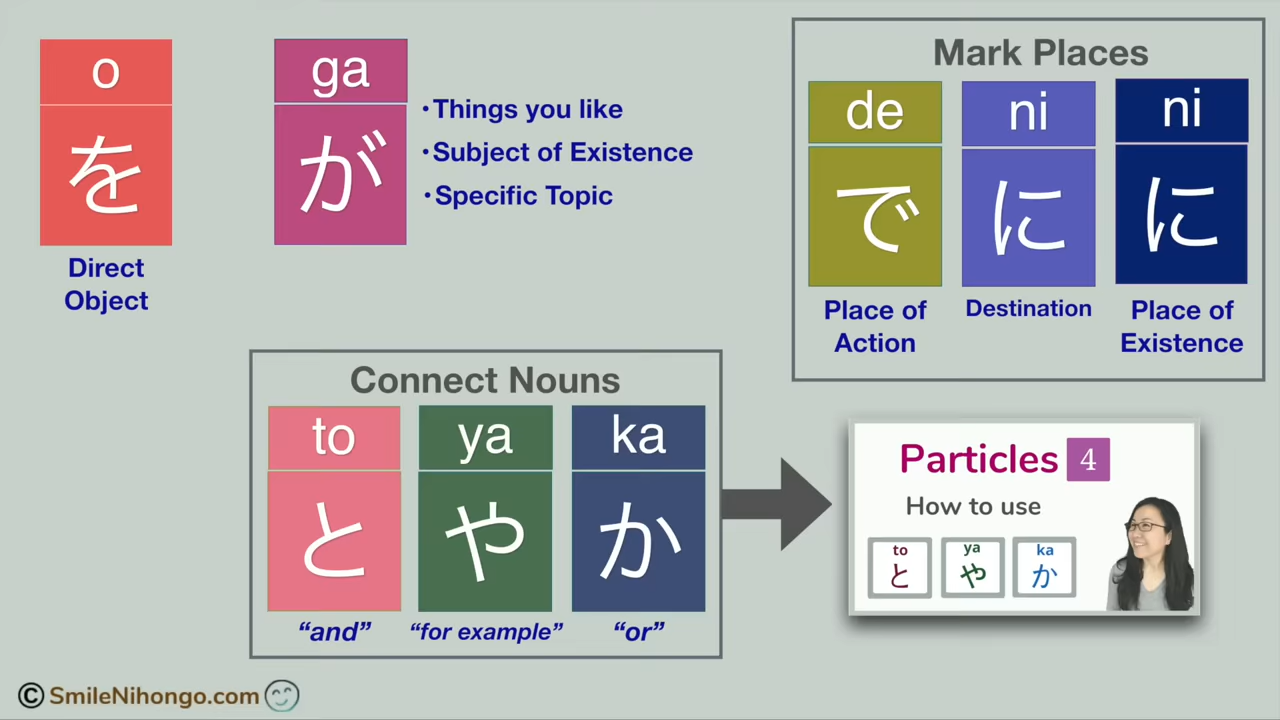 o
を
Direct
Object
ga
が
•Things you like
•Subject of Existence
•Specific Topic
Mark Places
de
で
Place of
Action
ni
に
Destination
ni
に
Place of
Existence
Connect Nouns
to
と
“and”
ya
や
“for example”
ka
か
“or”
Particles 4
How to use
to
と
ya
や
ka
か
© SmileNihongo.com